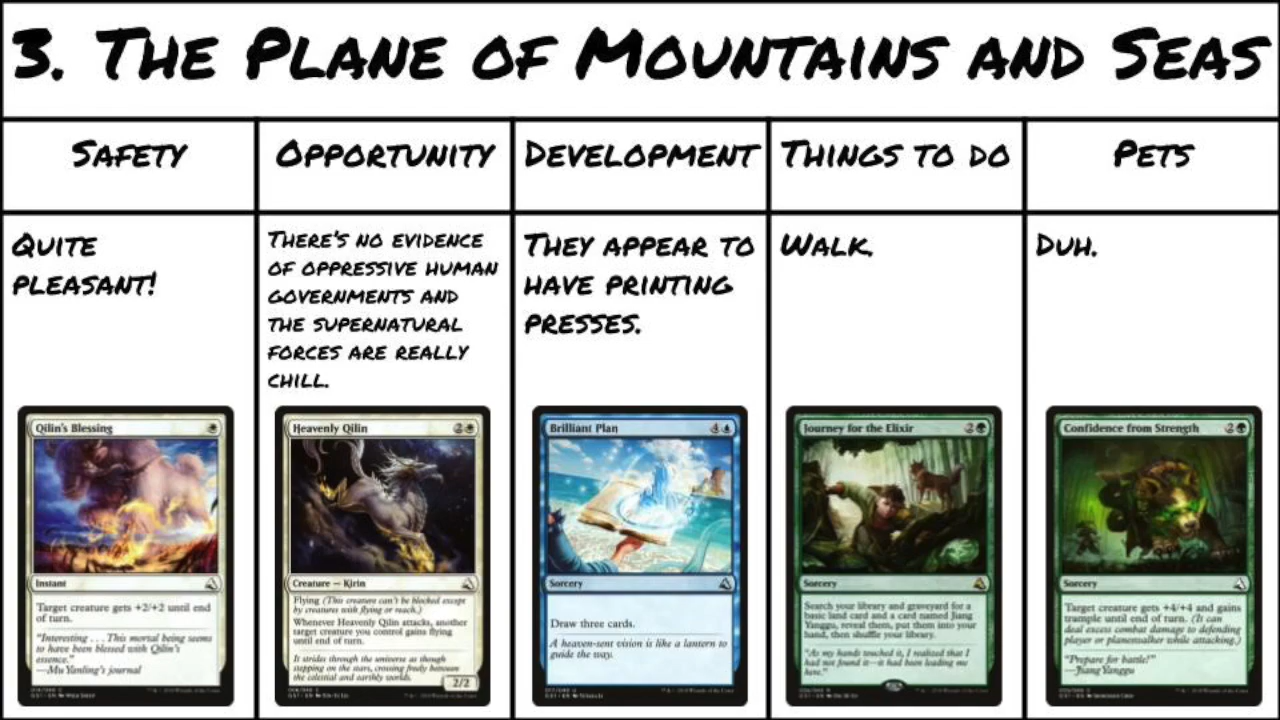 3. The Plane of Mountains and Seas
Safety
Opportunity
Development
Things to do
Pets
Quite
pleasant!
There's no evidence
of oppressive human
governments and
the supernatural
forces are really
chill.
They appear to
have printing
presses.
Walk.
Duh.
Qilin's Blessing
Instant
Target creature gets +2/+2 until end
of turn.
"Interesting . . . This mortal being seems
to have been blessed with Qilin's
essence."
—Mu Yanling's journal
Heavenly Qilin 2
Creature — Kirin
Flying (This creature can't be blocked except
by creatures with flying or reach.)
Whenever Heavenly Qilin attacks, another
target creature you control gains flying
until end of turn.
It strides through the universe as though
stepping on the stars, crossing freely between
the celestial and earthly worlds.
2/2
Brilliant Plan 4
Sorcery
Draw three cards.
A heaven-sent vision is like a lantern to
guide the way.
Journey for the Elixir 2
Sorcery
Search your library and graveyard for a
basic land card and a card named Jiang
Yanggu, reveal them, put them into your
hand, then shuffle your library.
"As my hands touched it, I realized that I
had not found it—it had been leading me
here."
Confidence from Strength 2
Sorcery
Target creature gets +4/+4 and gains
trample until end of turn. (It can
deal excess combat damage to defending
player or planeswalker while attacking.)
"Prepare for battle!"
—Jiang Yanggu